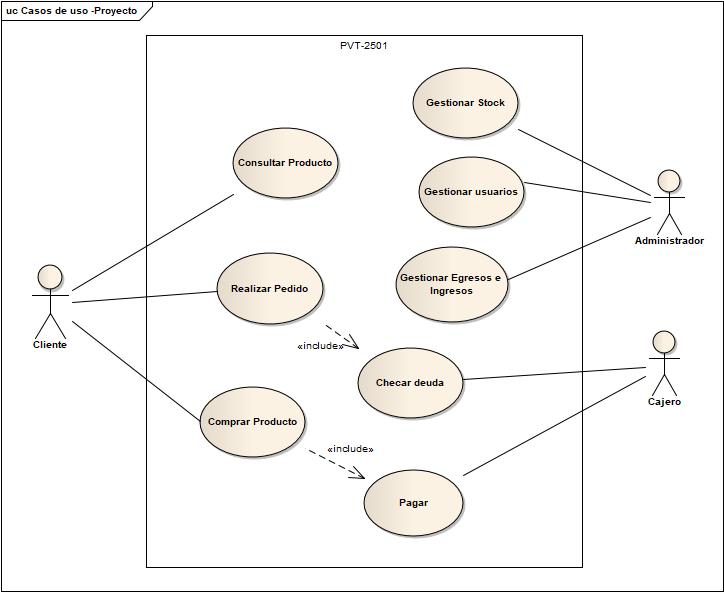 uc Casos de uso -Proyecto
PVT-2501
Gestionar Stock
Consultar Producto
Gestionar usuarios
Administrador
Gestionar Egresos e
Ingresos
Realizar Pedido
Cliente
«include»
Checar deuda
Cajero
Comprar Producto
«include»
Pagar